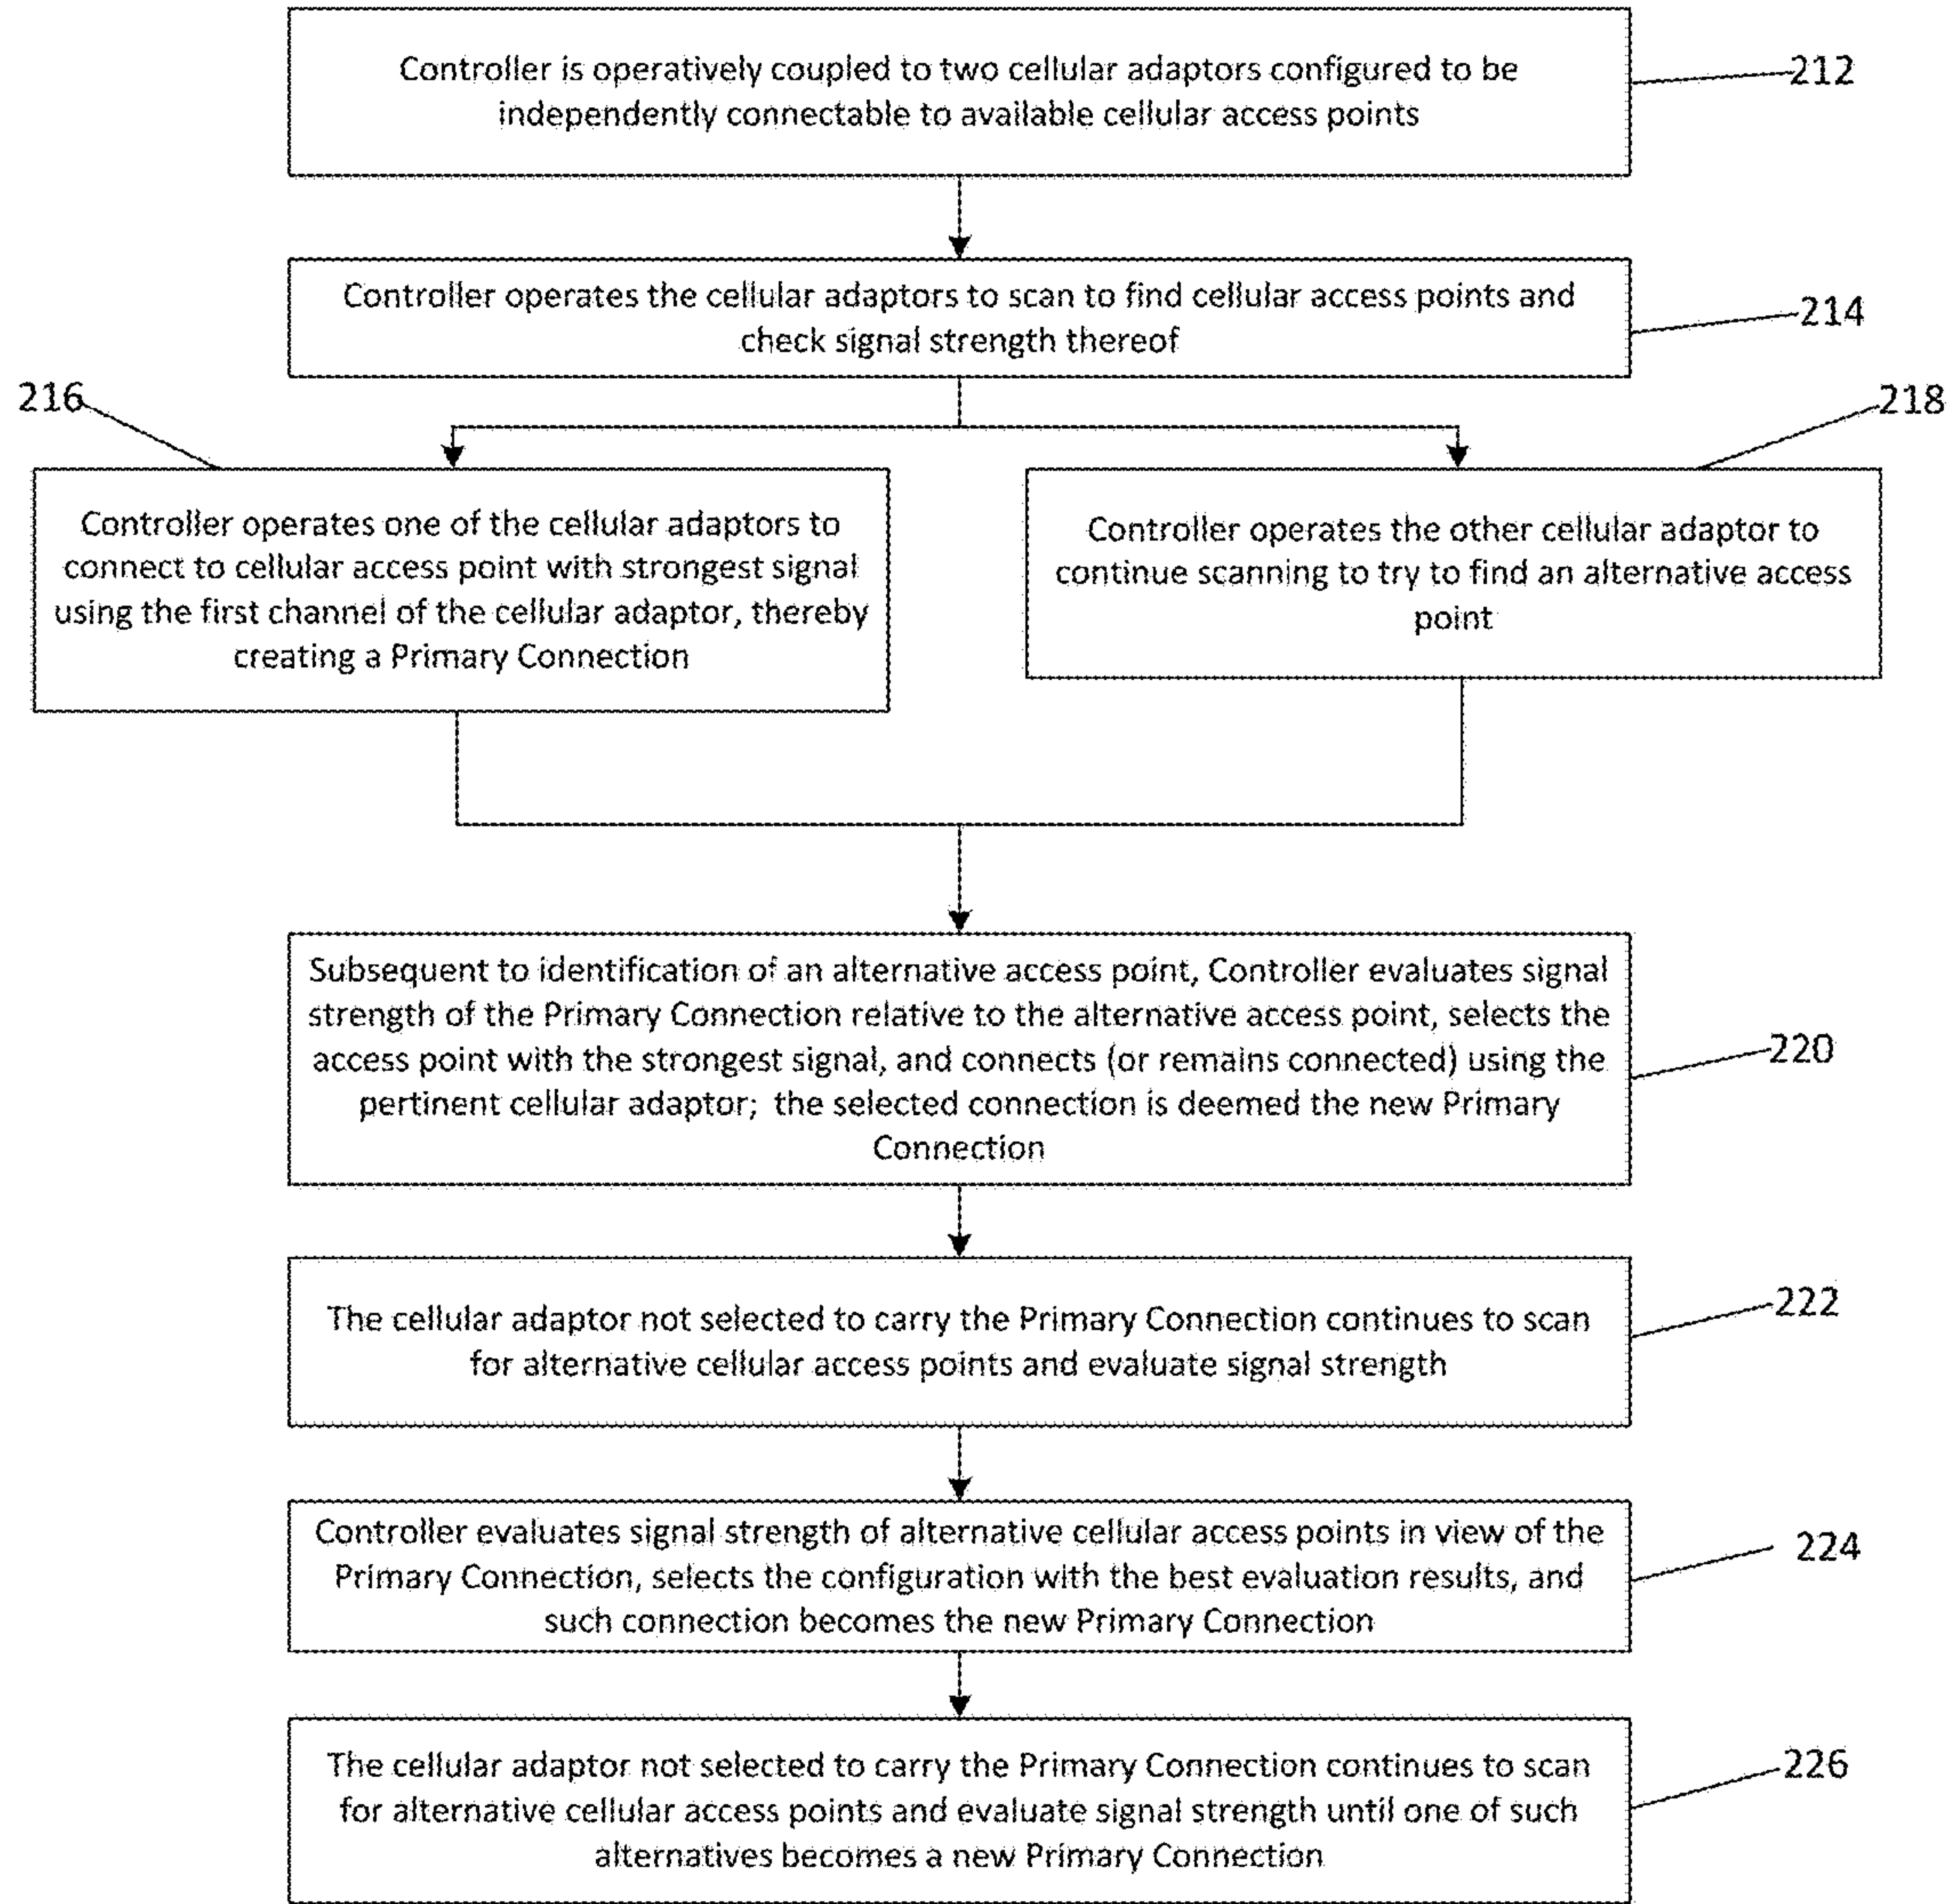 Controller is operatively coupled to two cellular adaptors configured to be
independently connectable to available cellular access points
212
Controller operates the cellular adaptors to scan to find cellular access points and
check signal strength thereof
214
216
218
Controller operates one of the cellular adaptors to
connect to cellular access point with strongest signal
using the first channel of the cellular adaptor, thereby
creating a Primary Connection
Controller operates the other cellular adaptor to
continue scanning to try to find an alternative access
point
Subsequent to identification of an alternative access point, Controller evaluates signal
strength of the Primary Connection relative to the alternative access point, selects the
access point with the strongest signal, and connects (or remains connected) using the
pertinent cellular adaptor; the selected connection is deemed the new Primary
Connection
220
The cellular adaptor not selected to carry the Primary Connection continues to scan
for alternative cellular access points and evaluate signal strength
222
Controller evaluates signal strength of alternative cellular access points in view of the
Primary Connection, selects the configuration with the best evaluation results, and
such connection becomes the new Primary Connection
224
The cellular adaptor not selected to carry the Primary Connection continues to scan
for alternative cellular access points and evaluate signal strength until one of such
alternatives becomes a new Primary Connection
226